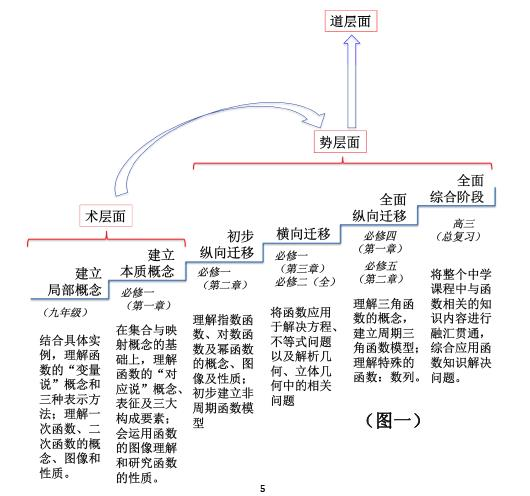 道层面
势层面
术层面
建立
局部概念
（九年级）
结合具体实
例，理解函
数的“变量
说”概念和
三种表示方
法；理解一
次函数、二
次函数的概
念、图像和
性质。
建立
本质概念
必修一
（第一章）
在集合与映
射概念的基
础上，理解
函数的“对
应说”概念、
表征及三大
构成要素；
会运用函数
的图像理解
和研究函数
的性质。
初步
纵向迁移
必修一
（第二章）
理解指数函
数、对数函
数及幂函数
的概念、图
像及性质；
初步建立非
周期函数模
型
横向迁移
必修一
（第三章）
必修二（全）
将函数应用
于解决方程、
不等式问题
以及解析几
何、立体几
何中的相关
问题
全面
纵向迁移
必修四
（第一章）
必修五
（第二章）
理解三角函
数的概念，
建立周期三
角函数模型；
理解特殊的
函数：数列。
全面
综合阶段
高三
（总复习）
将整个中学
课程中与函
数相关的知
识内容进行
融汇贯通，
综合应用函
数知识解决
问题。
（图一）
5